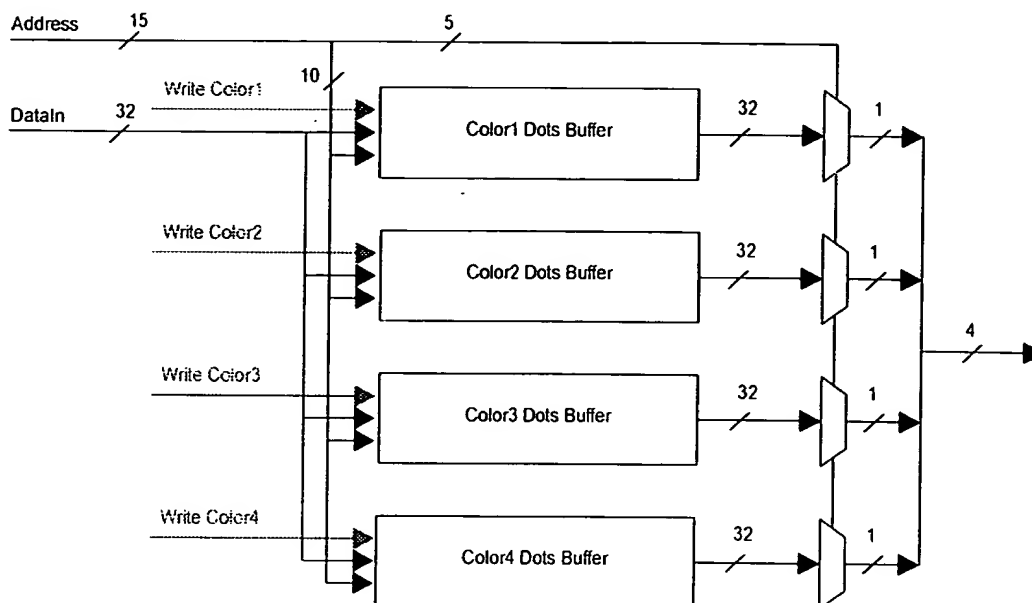 Address
15
5
10
Write Color1
DataIn
32
Color1 Dots Buffer
32
1
Write Color2
Color2 Dots Buffer
32
1
4
Write Color3
Color3 Dots Buffer
32
1
Write Color4
Color4 Dots Buffer
32
1